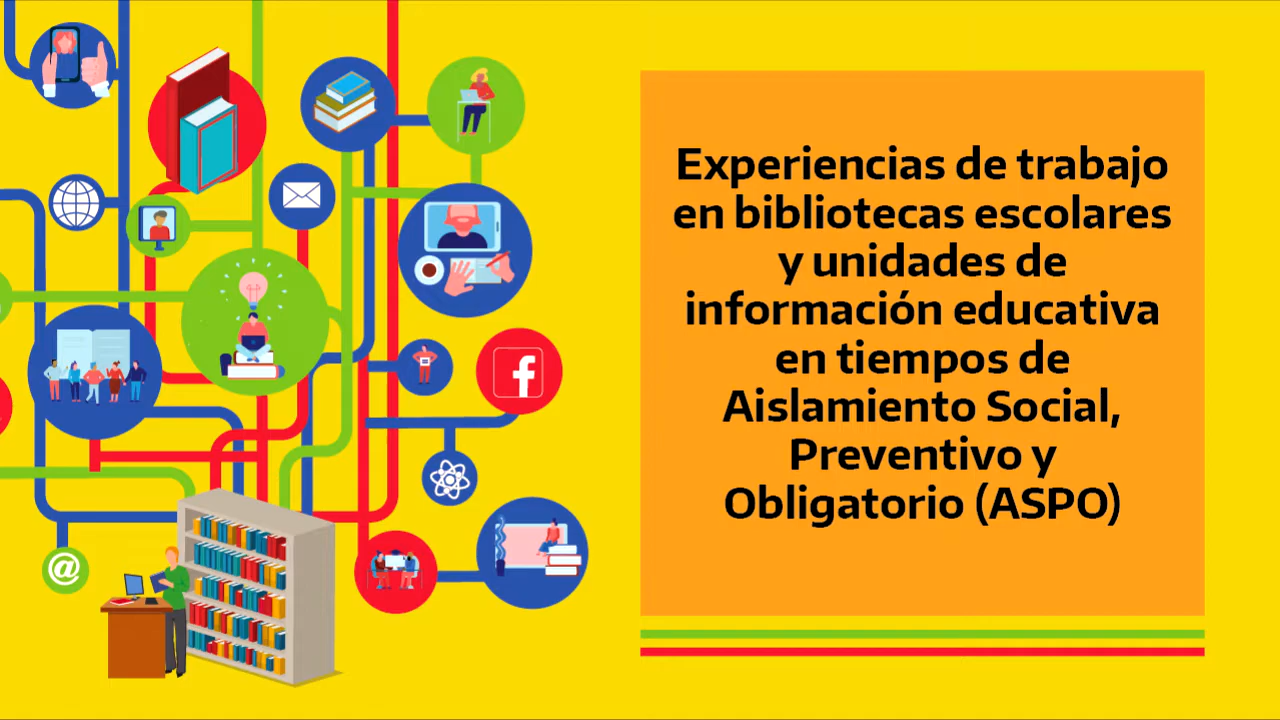 Experiencias de trabajo
en bibliotecas escolares
y unidades de
información educativa
en tiempos de
Aislamiento Social,
Preventivo y
Obligatorio (ASPO)
f
@